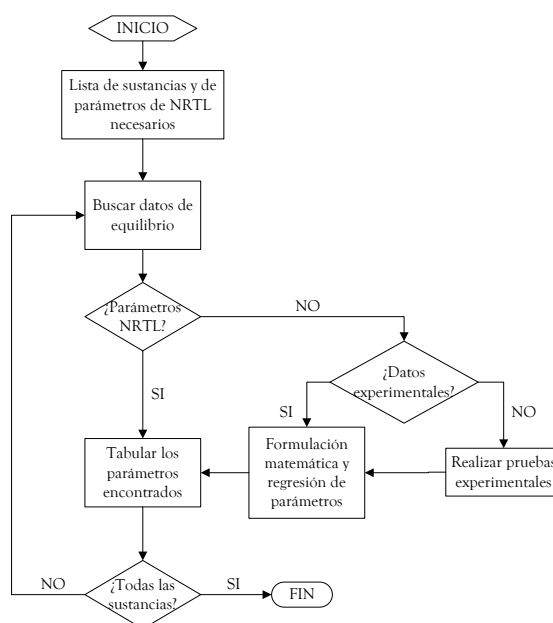 INICIO
Lista de sustancias y de
parámetros de NRTL
necesarios
Buscar datos de
equilibrio
¿Parámetros
NRTL?
NO
¿Datos
experimentales?
SI
SI
NO
Tabular los
parámetros
encontrados
Formulación
matemática y
regresión de
parámetros
Realizar pruebas
experimentales
NO
¿Todas las
sustancias?
SI
FIN